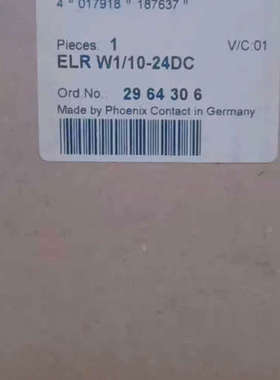 4 "017918 "187637"
Pieces: 1 V/C:01
ELR W1/10-24DC
Ord.No.: 29 64 30 6
Made by Phoenix Contact in Germany